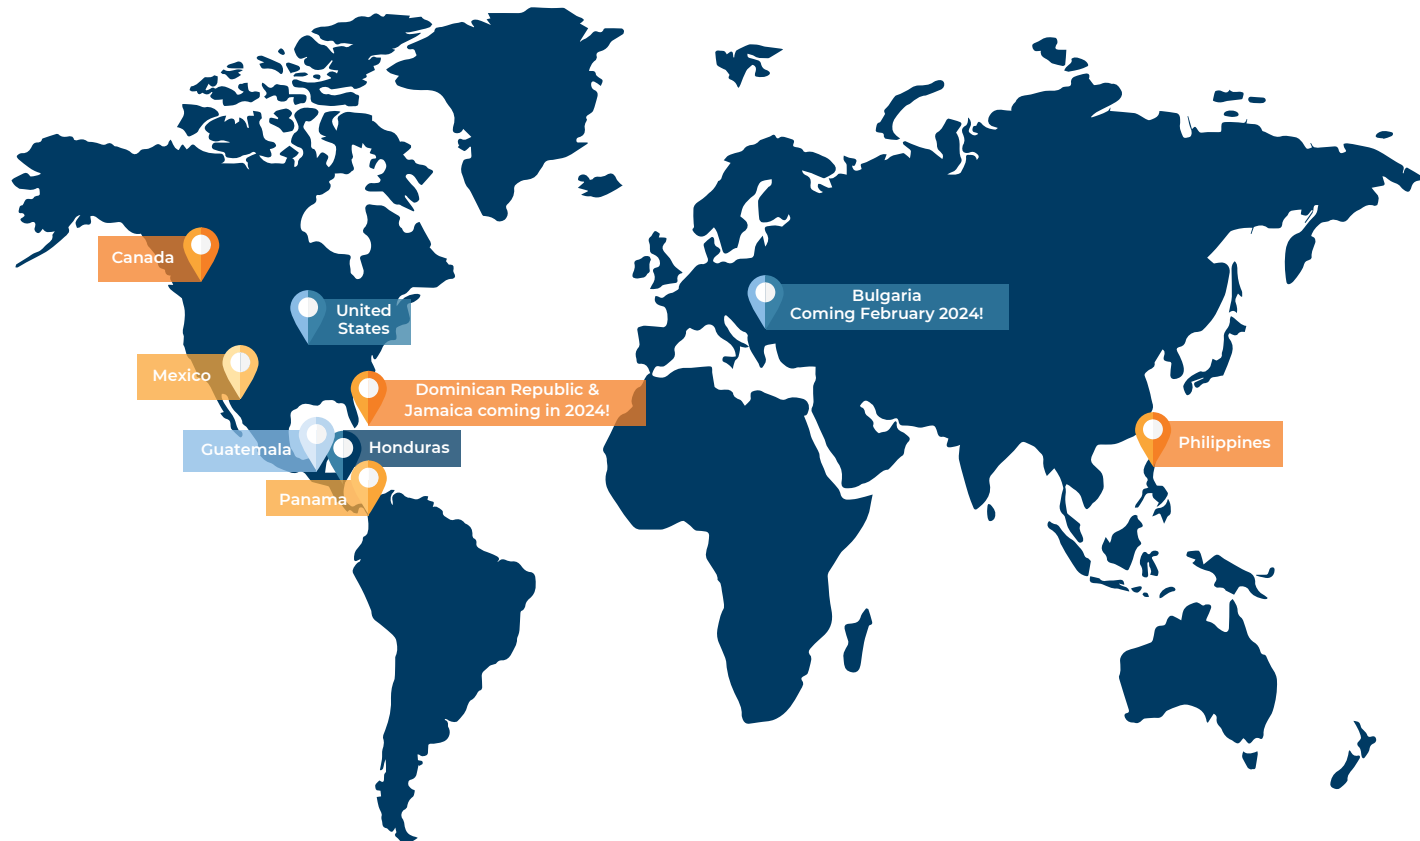 Canada
United
States
Bulgaria
Coming February 2024!
Mexico
Dominican Republic &
Jamaica coming in 2024!
Guatemala
Honduras
Philippines
Panama